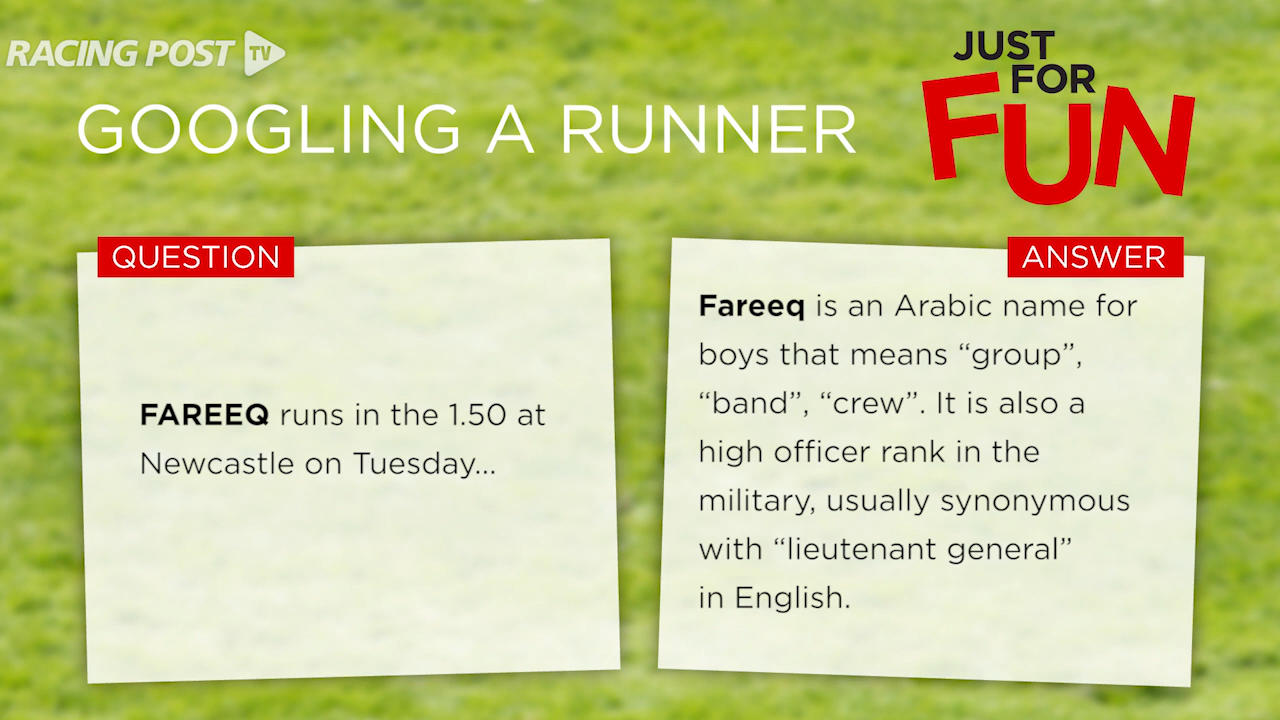 RACING POST TV
JUST
FOR
FUN
GOOGLING A RUNNER
QUESTION
FAREEQ runs in the 1.50 at
Newcastle on Tuesday...
ANSWER
Fareeq is an Arabic name for
boys that means “group”,
“band”, “crew”. It is also a
high officer rank in the
military, usually synonymous
with “lieutenant general”
in English.